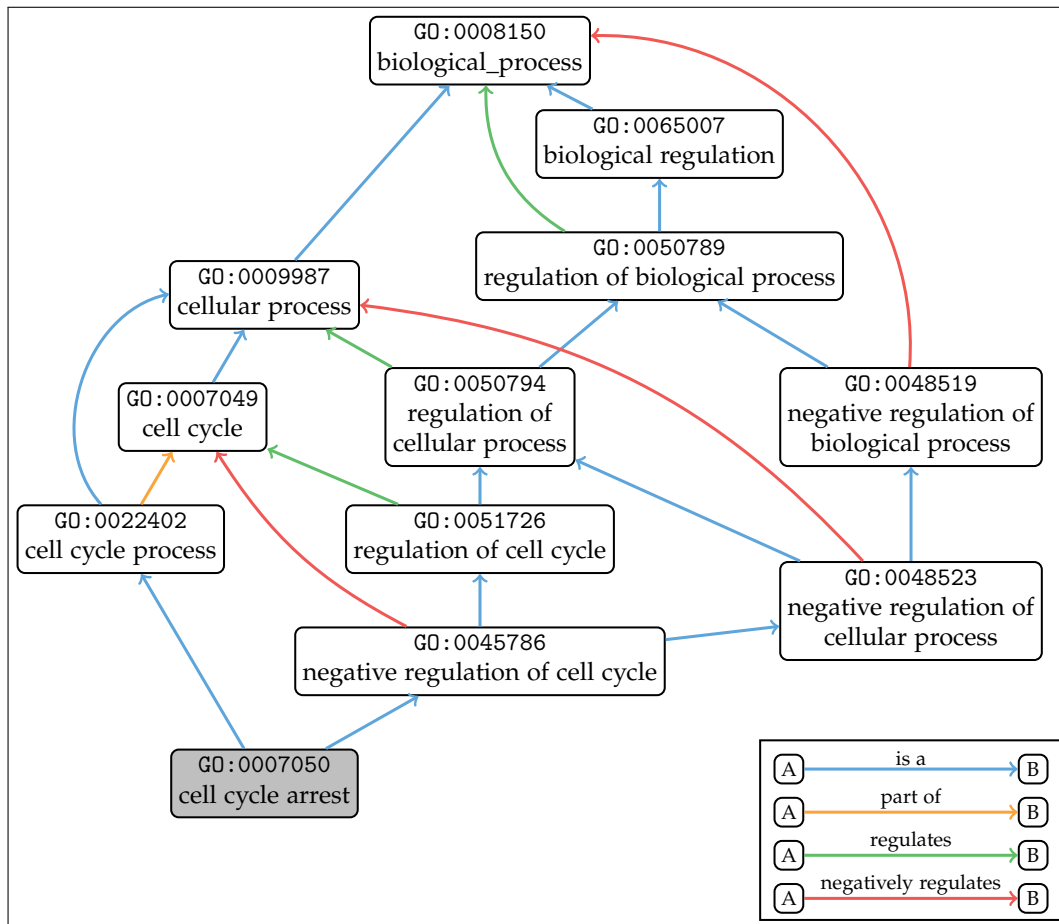 GO:0008150
biological_process
GO:0065007
biological regulation
GO:0050789
regulation of biological process
GO:0009987
cellular process
GO:0050794
regulation of
cellular process
GO:0048519
negative regulation of
biological process
GO:0007049
cell cycle
GO:0022402
cell cycle process
GO:0051726
regulation of cell cycle
GO:0048523
negative regulation of
cellular process
GO:0045786
negative regulation of cell cycle
GO:0007050
cell cycle arrest
A is a B
A part of B
A regulates B
A negatively regulates B